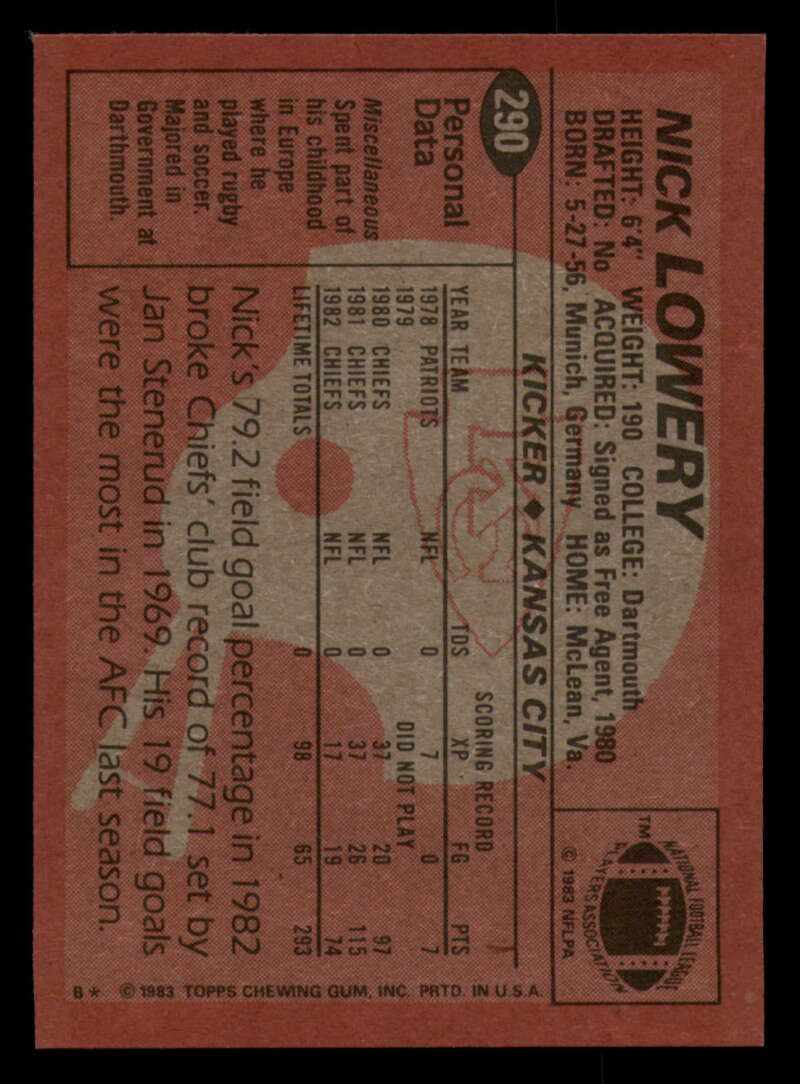 290
NICK LOWERY
HEIGHT: 6'4" WEIGHT: 190 COLLEGE: Dartmouth
DRAFTED: No ACQUIRED: Signed as Free Agent, 1980
BORN: 5-27-56, Munich, Germany HOME: McLean, Va.
KICKER ♦ KANSAS CITY
NATIONAL FOOTBALL LEAGUE
PLAYERS ASSOCIATION
TM
© 1983 NFLPA
Personal
Data
Miscellaneous
Spent part of
his childhood
in Europe
where he
played rugby
and soccer.
Majored in
Government at
Darthmouth.
SCORING RECORD
YEAR TEAM TDS XP FG PTS
1978 PATRIOTS NFL 0 7 0 7
1979 DID NOT PLAY
1980 CHIEFS NFL 0 37 20 97
1981 CHIEFS NFL 0 37 26 115
1982 CHIEFS NFL 0 17 19 74
LIFETIME TOTALS 0 98 65 293
Nick's 79.2 field goal percentage in 1982
broke Chiefs' club record of 77.1 set by
Jan Stenerud in 1969. His 19 field goals
were the most in the AFC last season.
B* © 1983 TOPPS CHEWING GUM, INC. PRTD. IN U.S.A.